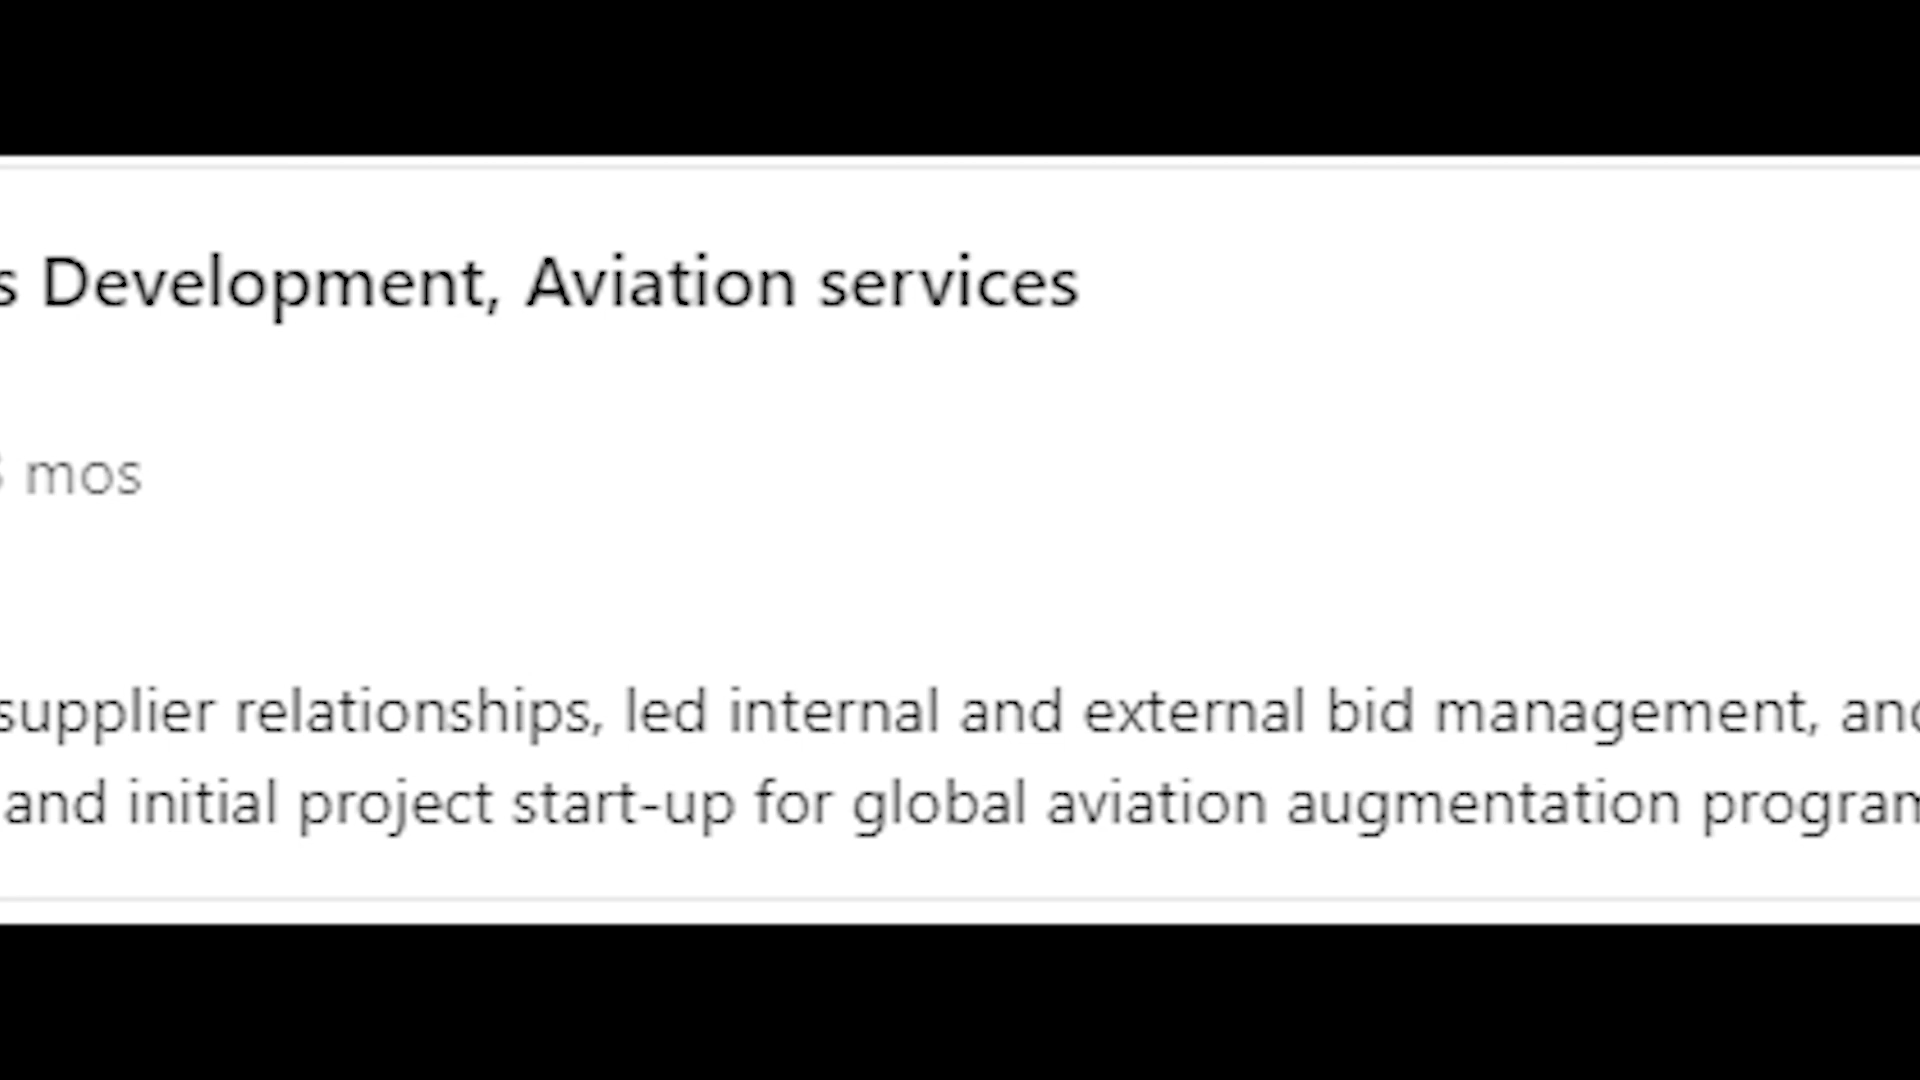 Development, Aviation services
mos
supplier relationships, led internal and external bid management, and
and initial project start-up for global aviation augmentation program